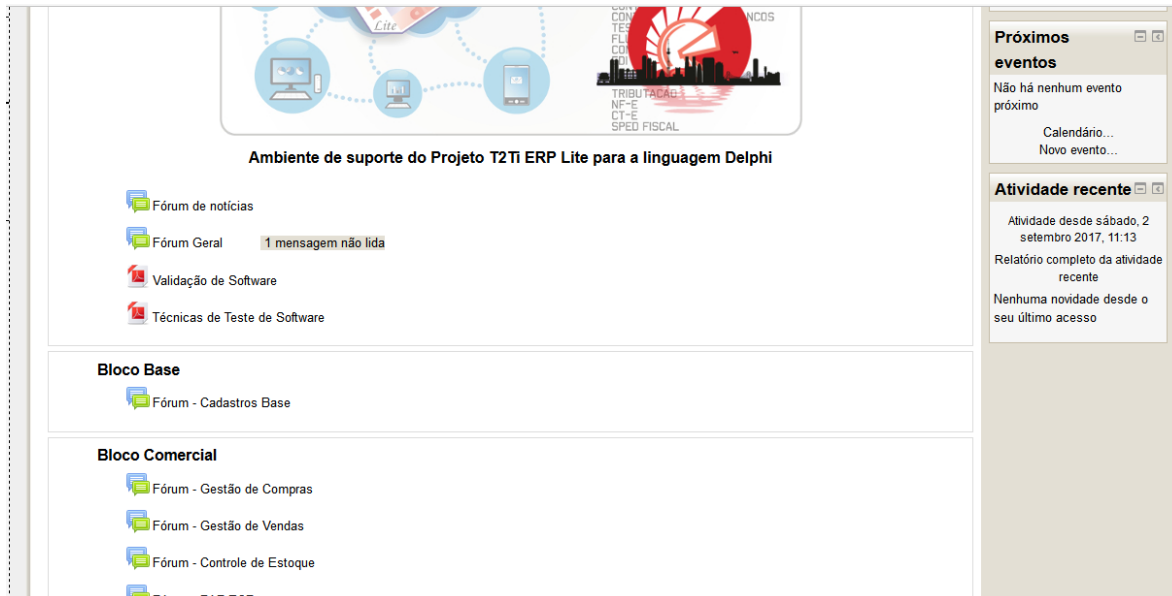 Lite
NCOS
TRIBUTACAO
NF-E
CT-E
SPED FISCAL
Ambiente de suporte do Projeto T2Ti ERP Lite para a linguagem Delphi
Fórum de notícias
Fórum Geral 1 mensagem não lida
Validação de Software
Técnicas de Teste de Software
Bloco Base
Fórum - Cadastros Base
Bloco Comercial
Fórum - Gestão de Compras
Fórum - Gestão de Vendas
Fórum - Controle de Estoque
Próximos
eventos
Não há nenhum evento
próximo
Calendário...
Novo evento...
Atividade recente
Atividade desde sábado, 2
setembro 2017, 11:13
Relatório completo da atividade
recente
Nenhuma novidade desde o
seu último acesso